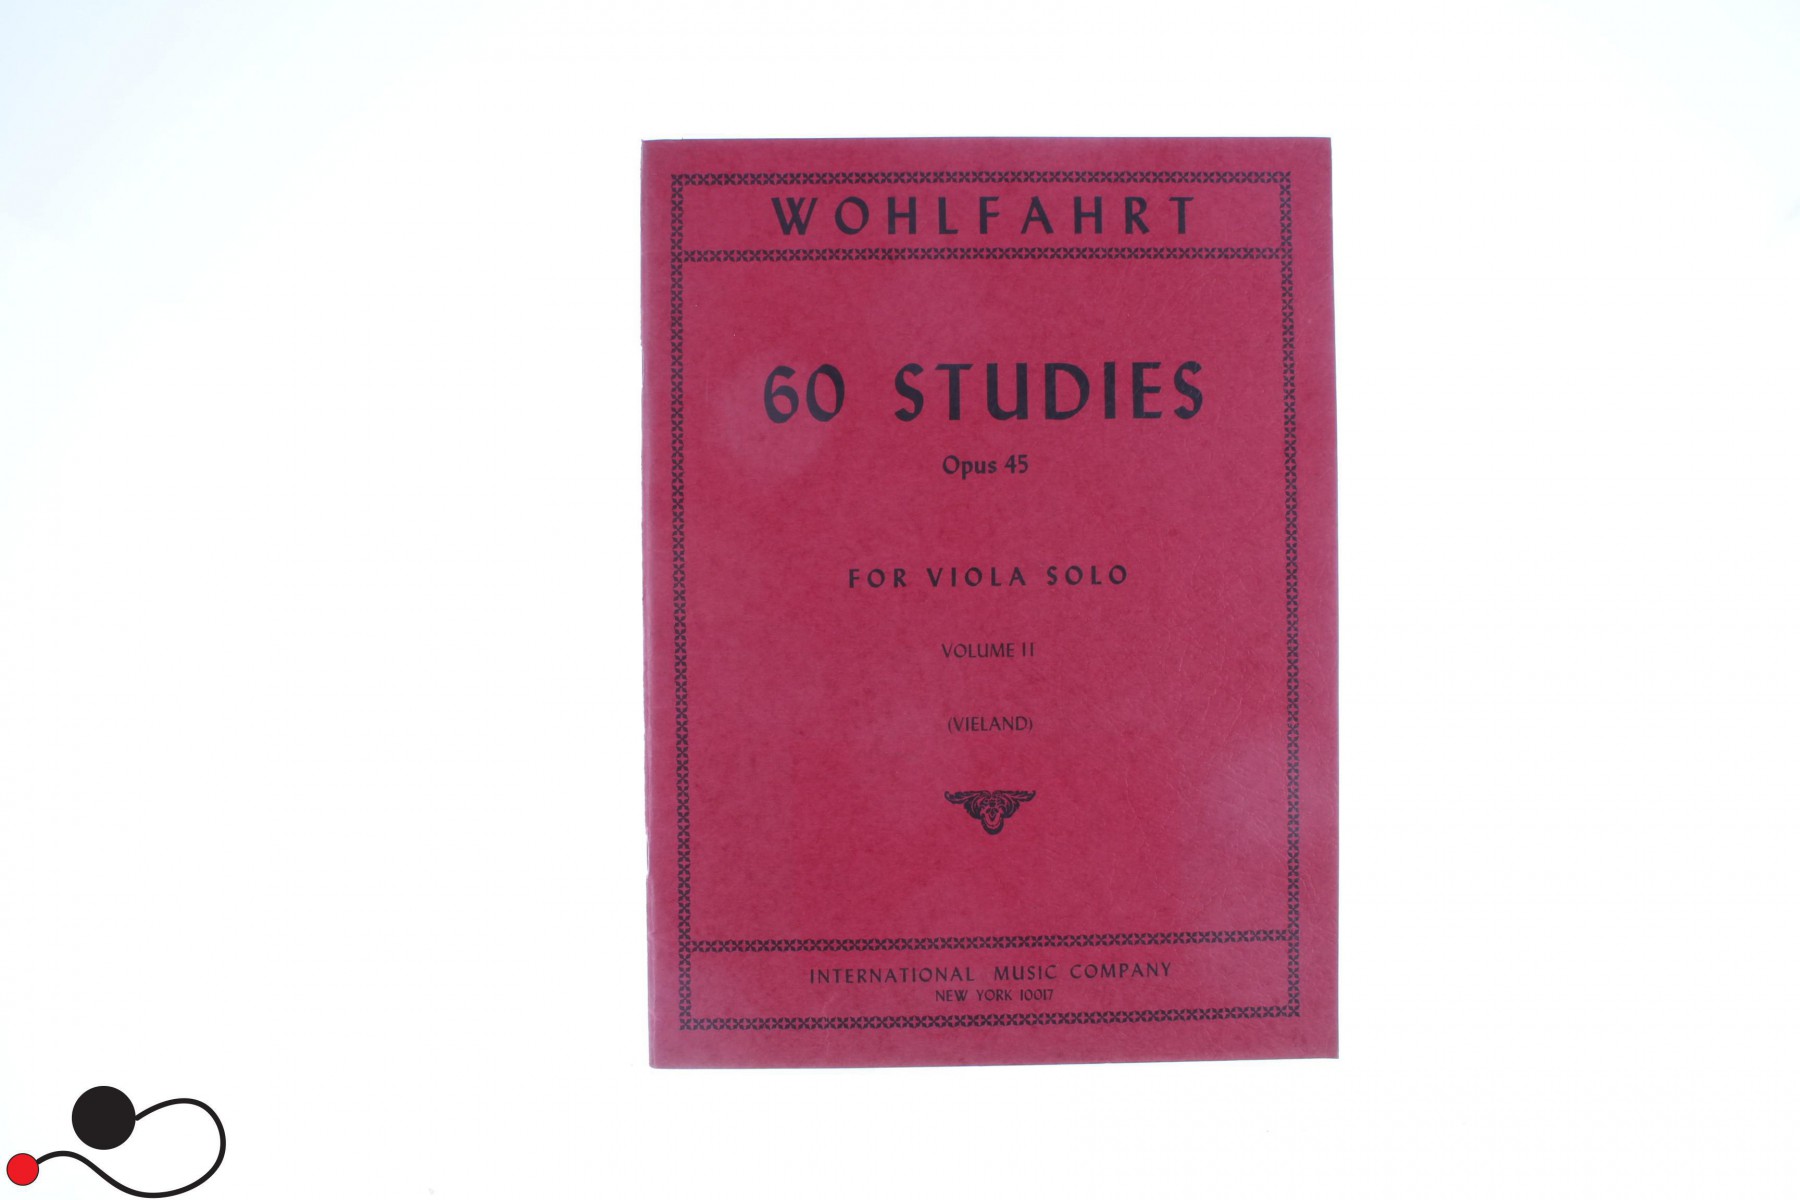 WOHLFAHRT
60 STUDIES
Opus 45
FOR VIOLA SOLO
VOLUME II
(VIELAND)
INTERNATIONAL MUSIC COMPANY
NEW YORK 10017